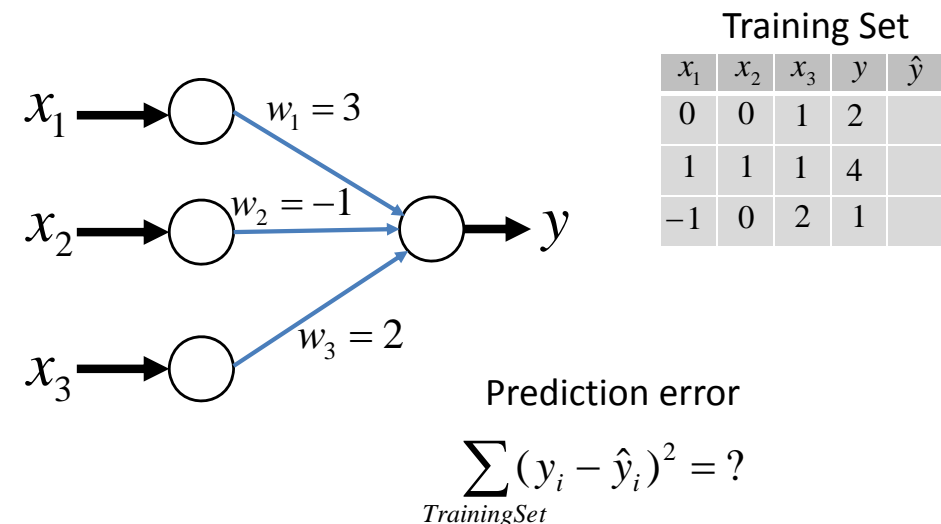 Training Set
x₁ x₂ x₃ y ŷ
0 0 1 2
1 1 1 4
−1 0 2 1
x₁
w₁ = 3
x₂
w₂ = −1
y
x₃
w₃ = 2
Prediction error
∑(yᵢ − ŷᵢ)² = ?
TrainingSet